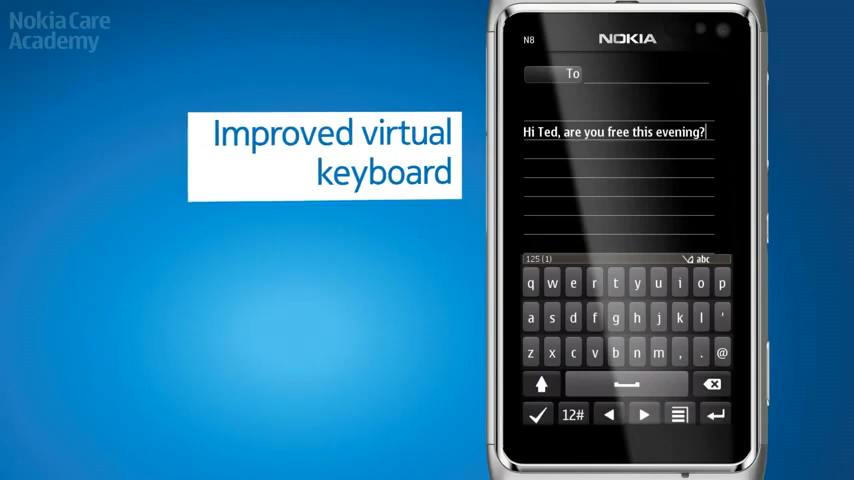 Nokia Care
Academy
Improved virtual
keyboard
N8
NOKIA
To
Hi Ted, are you free this evening?
125 (1)
abc
q w e r t y u i o p
a s d f g h j k l '
z x c v b n m , . @
12#